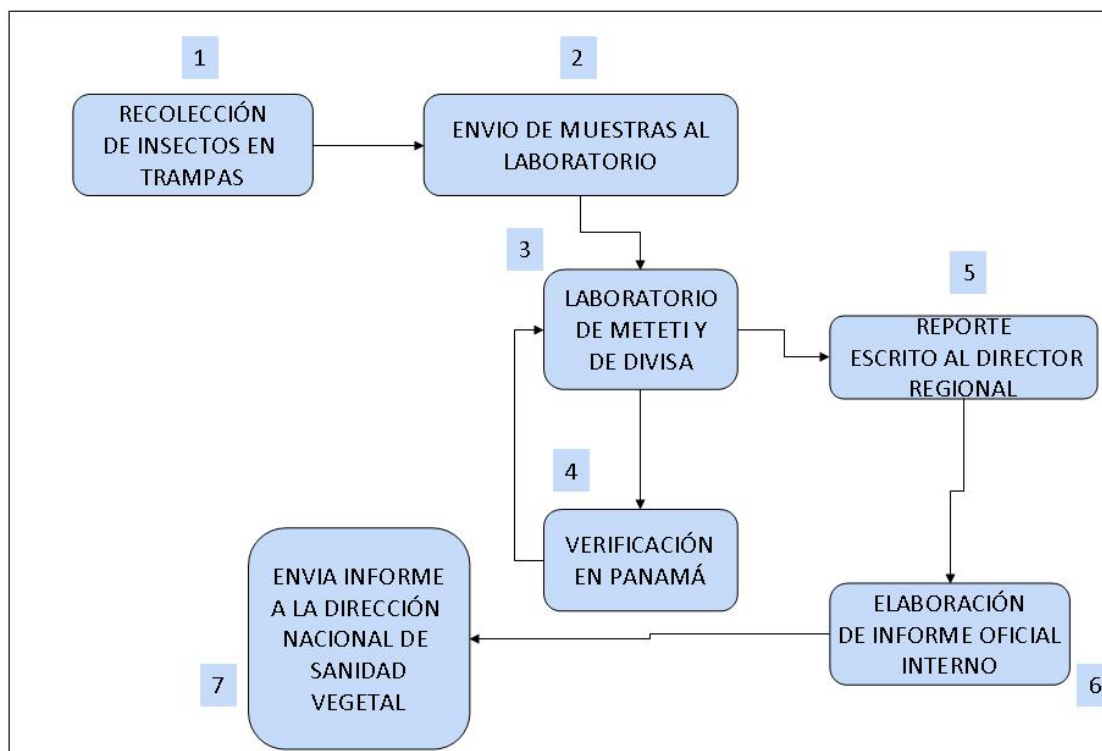 1
RECOLECCIÓN
DE INSECTOS EN
TRAMPAS
2
ENVIO DE MUESTRAS AL
LABORATORIO
3
LABORATORIO
DE METETI Y
DE DIVISA
4
VERIFICACIÓN
EN PANAMÁ
5
REPORTE
ESCRITO AL DIRECTOR
REGIONAL
ELABORACIÓN
DE INFORME OFICIAL
INTERNO
6
ENVIA INFORME
A LA DIRECCIÓN
NACIONAL DE
SANIDAD
VEGETAL
7